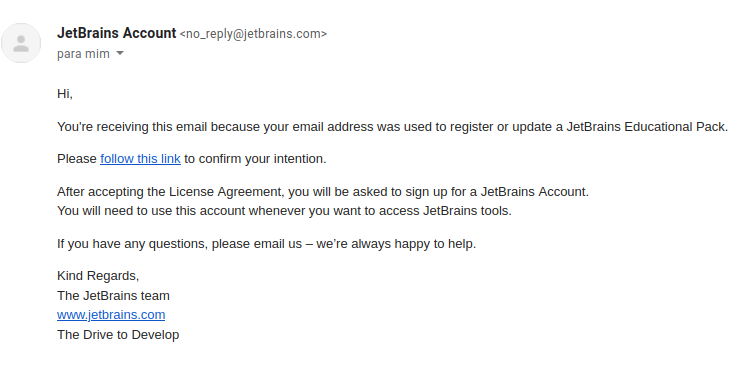 JetBrains Account <no_reply@jetbrains.com>
para mim
Hi,
You're receiving this email because your email address was used to register or update a JetBrains Educational Pack.
Please follow this link to confirm your intention.
After accepting the License Agreement, you will be asked to sign up for a JetBrains Account.
You will need to use this account whenever you want to access JetBrains tools.
If you have any questions, please email us – we're always happy to help.
Kind Regards,
The JetBrains team
www.jetbrains.com
The Drive to Develop